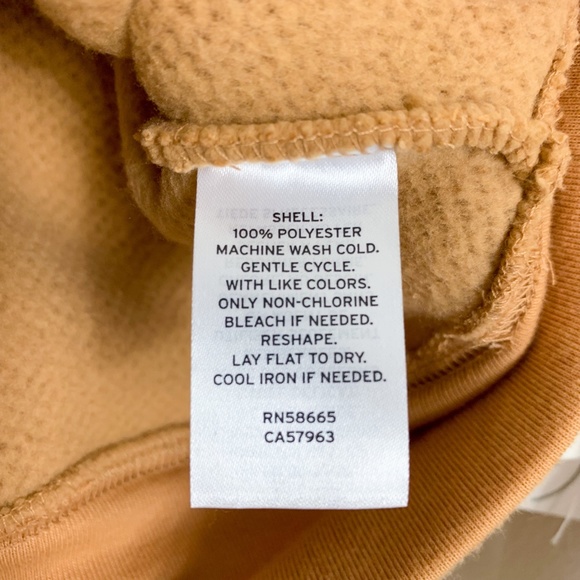 SHELL:
100% POLYESTER
MACHINE WASH COLD.
GENTLE CYCLE.
WITH LIKE COLORS.
ONLY NON-CHLORINE
BLEACH IF NEEDED.
RESHAPE.
LAY FLAT TO DRY.
COOL IRON IF NEEDED.
RN58665
CA57963